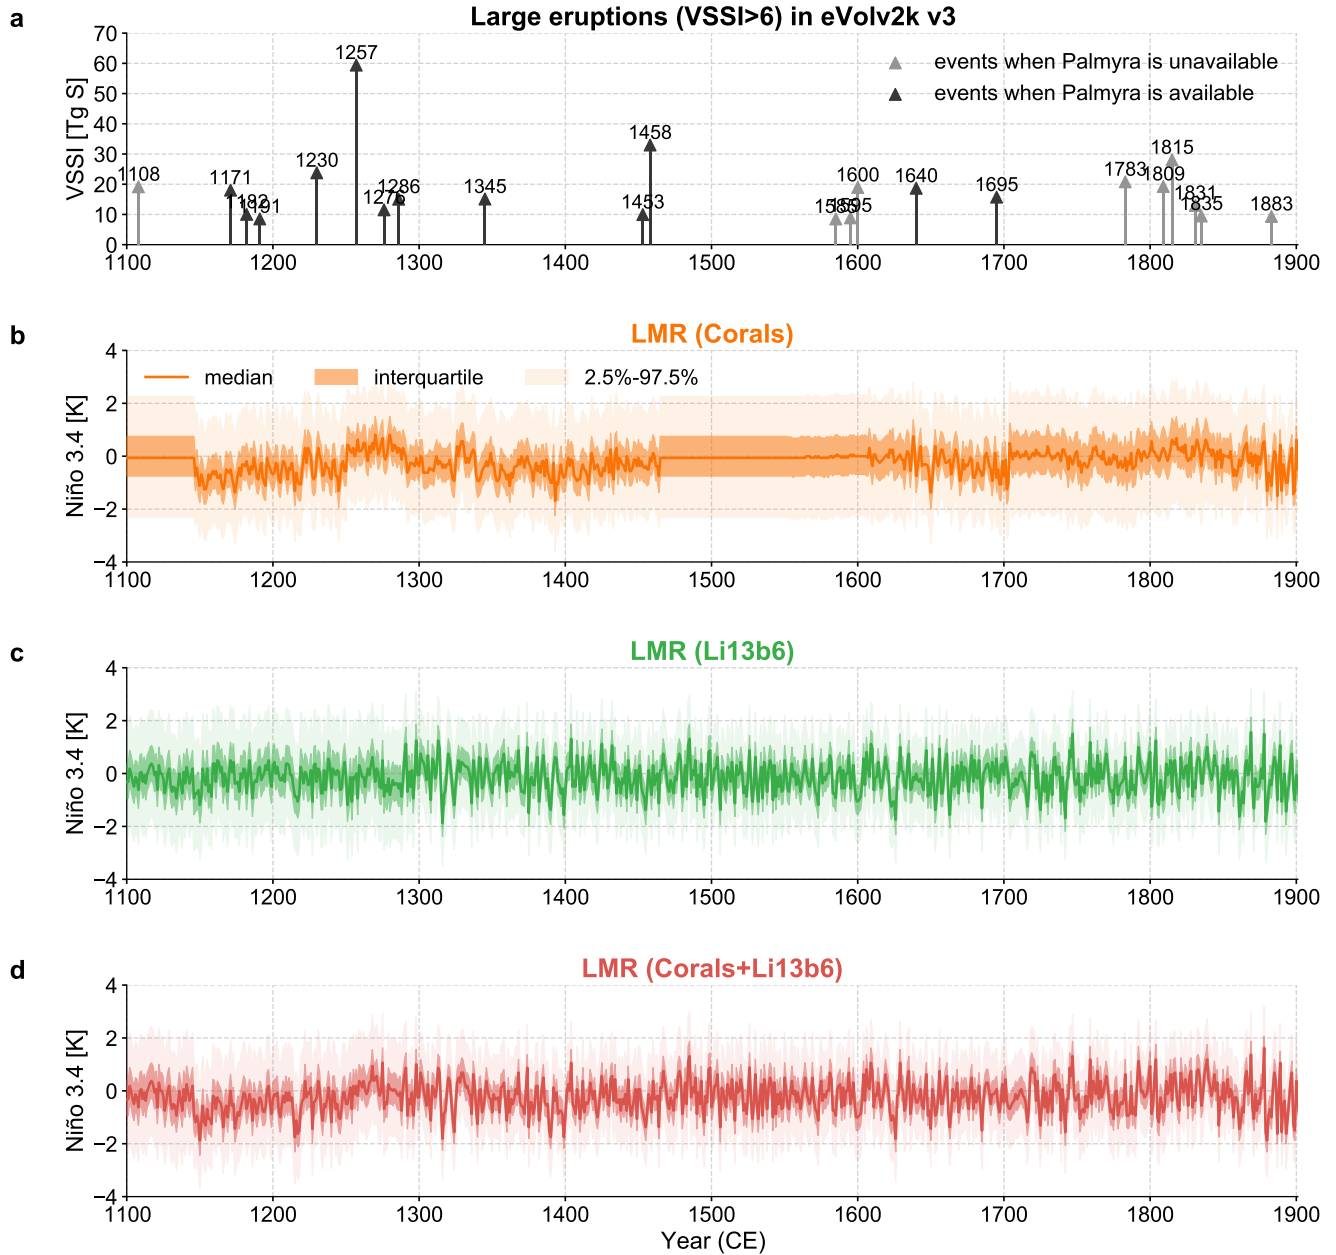 a
Large eruptions (VSSI>6) in eVolv2k v3
VSSI [Tg S]
70
60
50
40
30
20
10
0
events when Palmyra is unavailable
events when Palmyra is available
1108
1171
1182
1191
1230
1257
1276
1286
1345
1453
1458
1595
1600
1640
1695
1783
1809
1815
1831
1835
1883
1100 1200 1300 1400 1500 1600 1700 1800 1900
b
LMR (Corals)
Niño 3.4 [K]
4
2
0
−2
−4
median interquartile 2.5%-97.5%
1100 1200 1300 1400 1500 1600 1700 1800 1900
c
LMR (Li13b6)
Niño 3.4 [K]
4
2
0
−2
−4
1100 1200 1300 1400 1500 1600 1700 1800 1900
d
LMR (Corals+Li13b6)
Niño 3.4 [K]
4
2
0
−2
−4
1100 1200 1300 1400 1500 1600 1700 1800 1900
Year (CE)